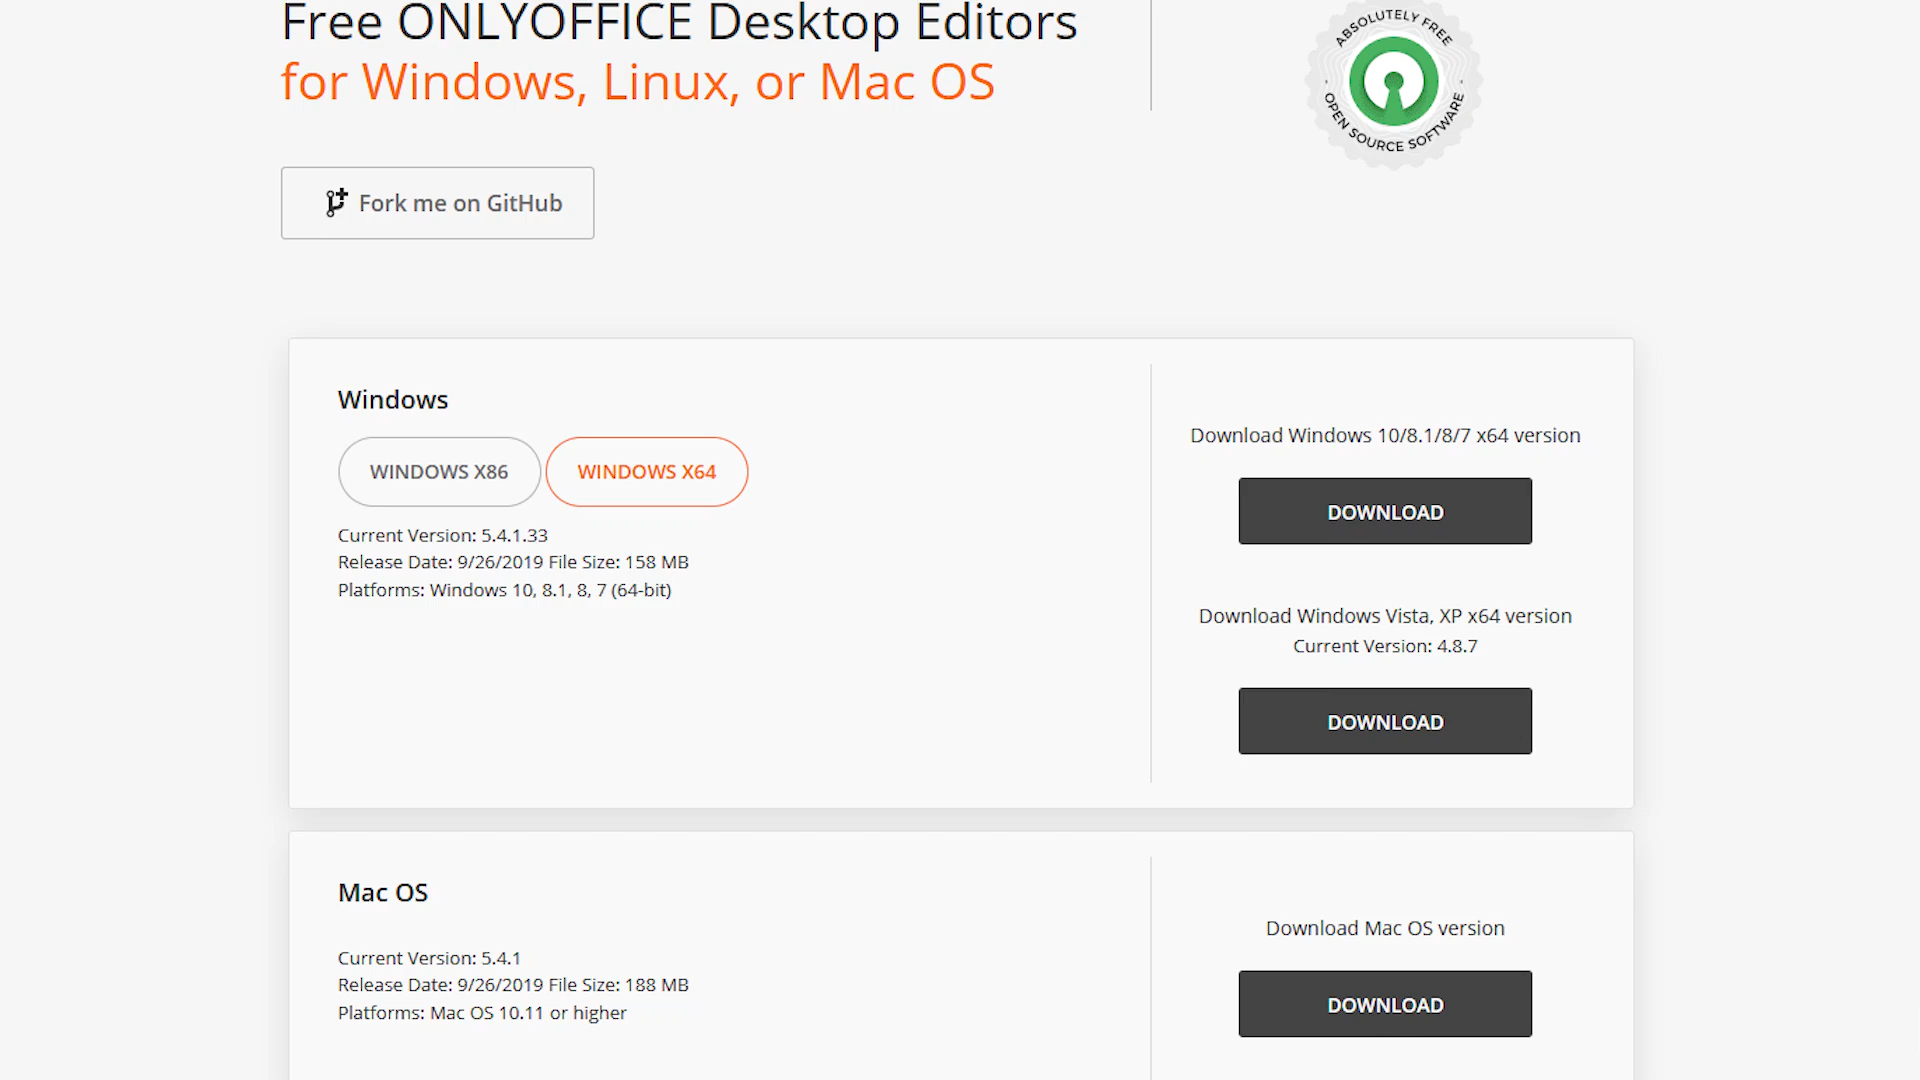 Free ONLYOFFICE Desktop Editors
for Windows, Linux, or Mac OS
ABSOLUTELY FREE
OPEN SOURCE SOFTWARE
Fork me on GitHub
Windows
WINDOWS X86
WINDOWS X64
Current Version: 5.4.1.33
Release Date: 9/26/2019 File Size: 158 MB
Platforms: Windows 10, 8.1, 8, 7 (64-bit)
Download Windows 10/8.1/8/7 x64 version
DOWNLOAD
Download Windows Vista, XP x64 version
Current Version: 4.8.7
DOWNLOAD
Mac OS
Current Version: 5.4.1
Release Date: 9/26/2019 File Size: 188 MB
Platforms: Mac OS 10.11 or higher
Download Mac OS version
DOWNLOAD